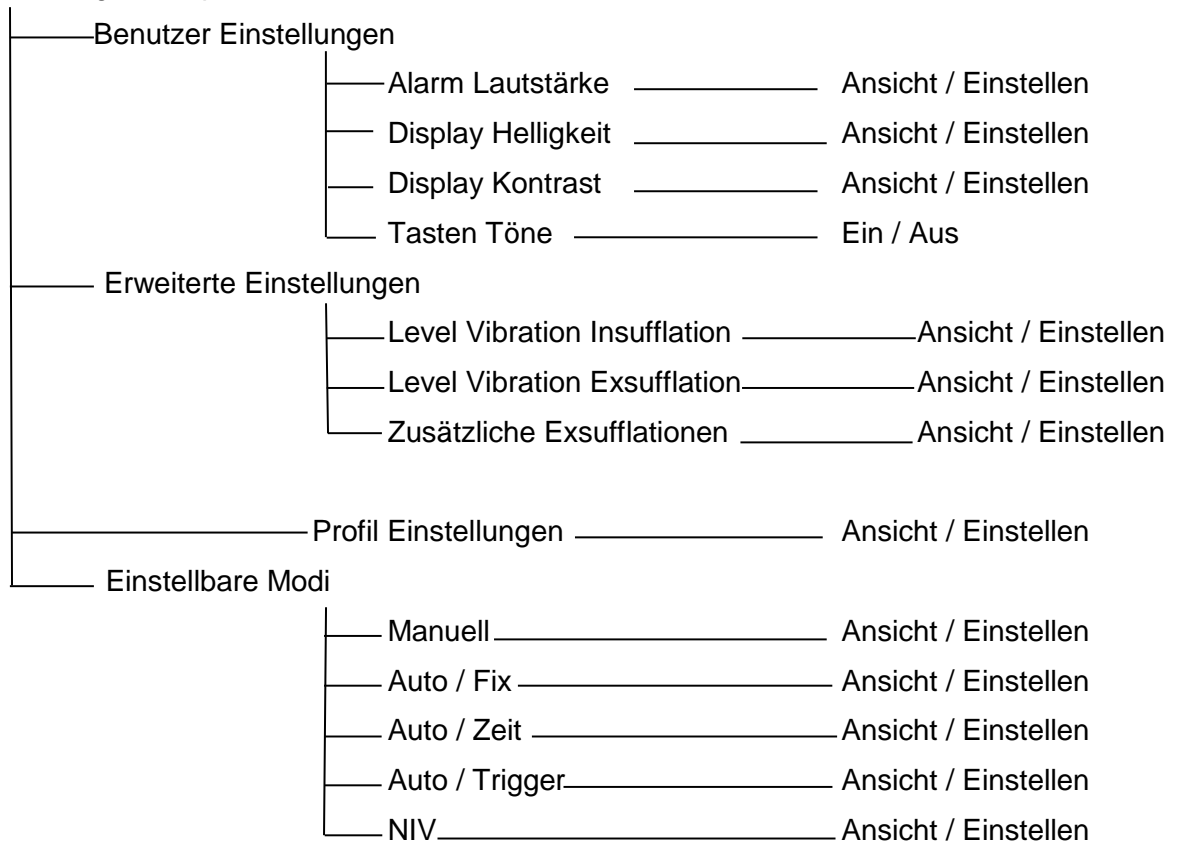 Benutzer Einstellungen
Alarm Lautstärke Ansicht / Einstellen
Display Helligkeit Ansicht / Einstellen
Display Kontrast Ansicht / Einstellen
Tasten Töne Ein / Aus
Erweiterte Einstellungen
Level Vibration Insufflation Ansicht / Einstellen
Level Vibration Exsufflation Ansicht / Einstellen
Zusätzliche Exsufflationen Ansicht / Einstellen
Profil Einstellungen Ansicht / Einstellen
Einstellbare Modi
Manuell Ansicht / Einstellen
Auto / Fix Ansicht / Einstellen
Auto / Zeit Ansicht / Einstellen
Auto / Trigger Ansicht / Einstellen
NIV Ansicht / Einstellen